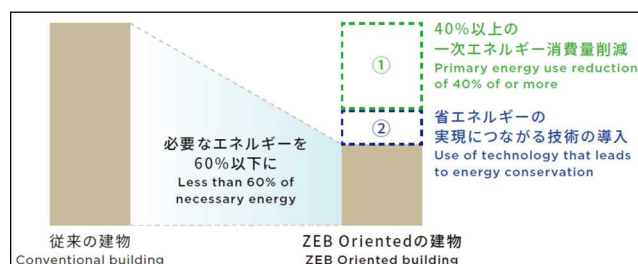 40%以上の
一次エネルギー消費量削減
Primary energy use reduction
of 40% of or more
①
②
省エネルギーの
実現につながる技術の導入
Use of technology that leads
to energy conservation
必要なエネルギーを
60%以下に
Less than 60% of
necessary energy
従来の建物
Conventional building
ZEB Orientedの建物
ZEB Oriented building